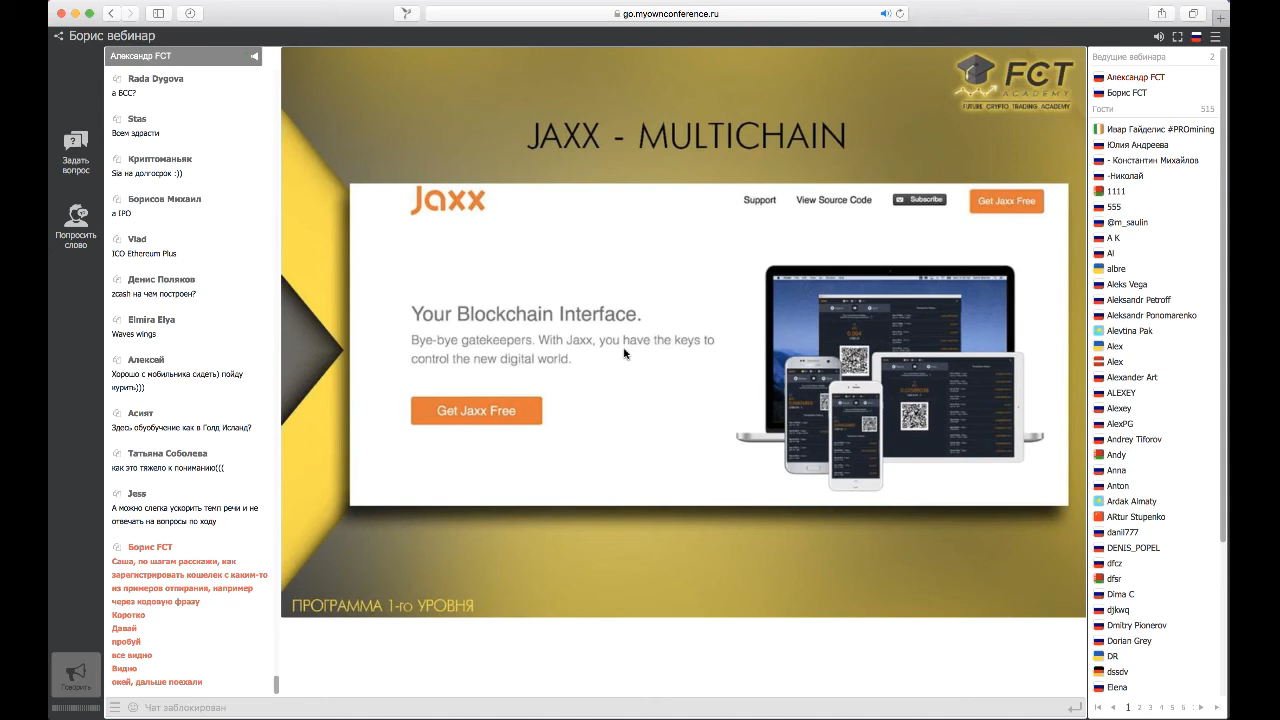 go.myownconference.ru
Борис вебинар
Александр FCT
Rada Dygova
а БСС?
Stas
Всем здрасти
Криптоманьяк
Sia на долгосрок :))
Борисов Михаил
а IPO
Vlad
ICO Ethereum Plus
Денис Поляков
zcash на чем построен?
Elmira Elya
Waves wings
Алексей
Хорошо с мобильника сидеть) пойду
курить)))
Асият
Здесь обуобучению как в Голд Исланд?
Татьяна Соболева
как это тяжело к пониманию(((
Jess
А можно слегка ускорить темп речи и не
отвечать на вопросы по ходу
Борис FCT
Саша, по шагам расскажи, как
зарегистрировать кошелек с каким-то
из примеров отпирания, например
через кодовую фразу
Коротко
Давай
пробуй
все видно
Видно
окей, дальше поехали
Чат заблокирован
Задать
вопрос
Попросить
слово
Говорить
FCT
ACADEMY
FUTURE CRYPTO TRADING ACADEMY
JAXX - MULTICHAIN
Jaxx
Support
View Source Code
Subscribe
Get Jaxx Free
Your Blockchain Interface.
Bye-bye gatekeepers. With Jaxx, you have the keys to
control the new digital world.
Get Jaxx Free
ПРОГРАММА 1-го УРОВНЯ
Ведущие вебинара 2
Александр FCT
Борис FCT
Гости 515
Ивар Гайделис #PROmining
Юлия Андреева
- Константин Михайлов
-Николай
1111
555
@m_saulin
A K
Al
albre
Aleks Vega
Aleksandr Petroff
Aleksandr Ponomarenko
Alevtina Pak
Alex
Alex
Alexander Art
ALEXEY
Alexey
AlexPG
Andrey Titorov
Andy
Anna
Anton
Ardak Almaty
ARtur Stupenko
danil777
DENIS_POPEL
dfcz
dfsr
Dima C
djkwq
Dmitry Pionerov
Dorian Grey
DR
dssdv
Elena
1 2 3 4 5 6